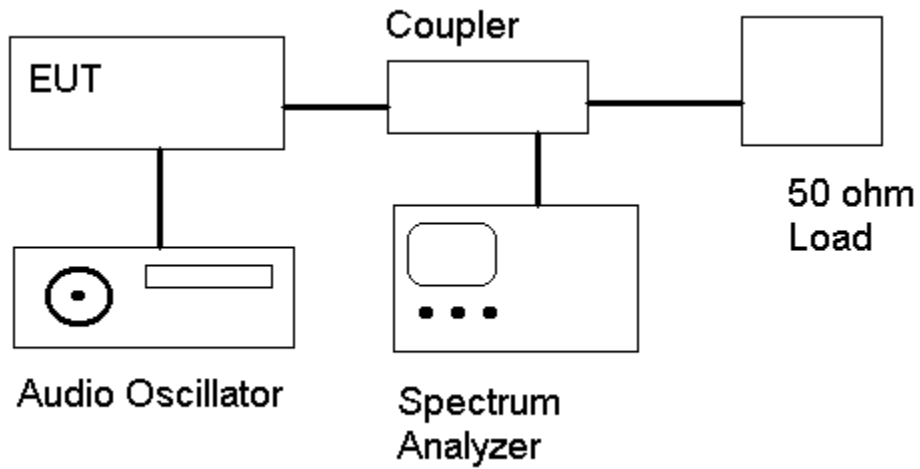 Coupler
EUT
50 ohm
Load
Audio Oscillator
Spectrum
Analyzer